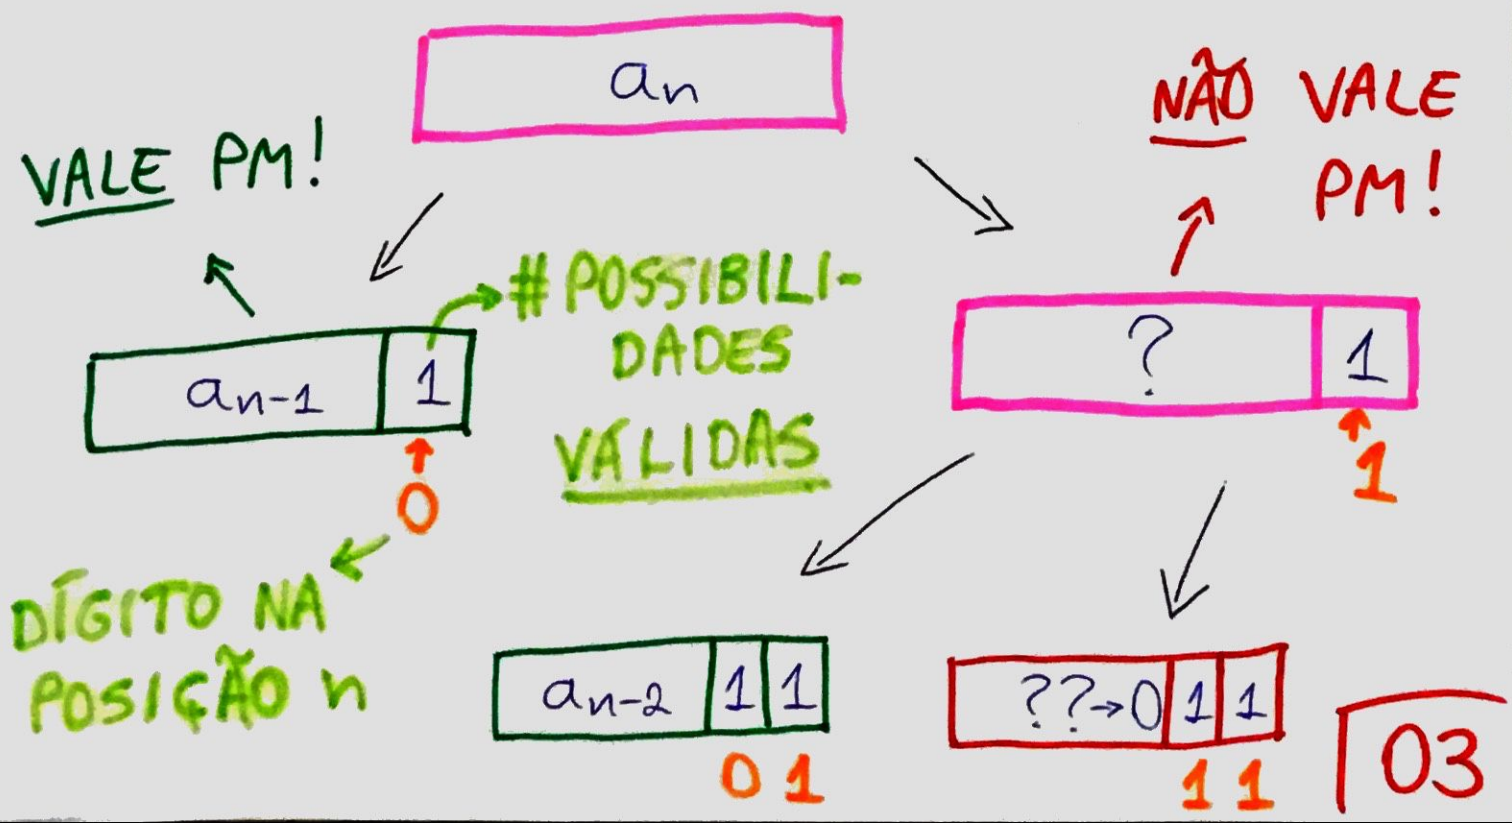 an
NÃO VALE
PM!
VALE PM!
# POSSIBILI-
DADES
VÁLIDAS
an-1 1
0
? 1
1
DÍGITO NA
POSIÇÃO n
an-2 1 1
0 1
??→0 1 1
1 1
03